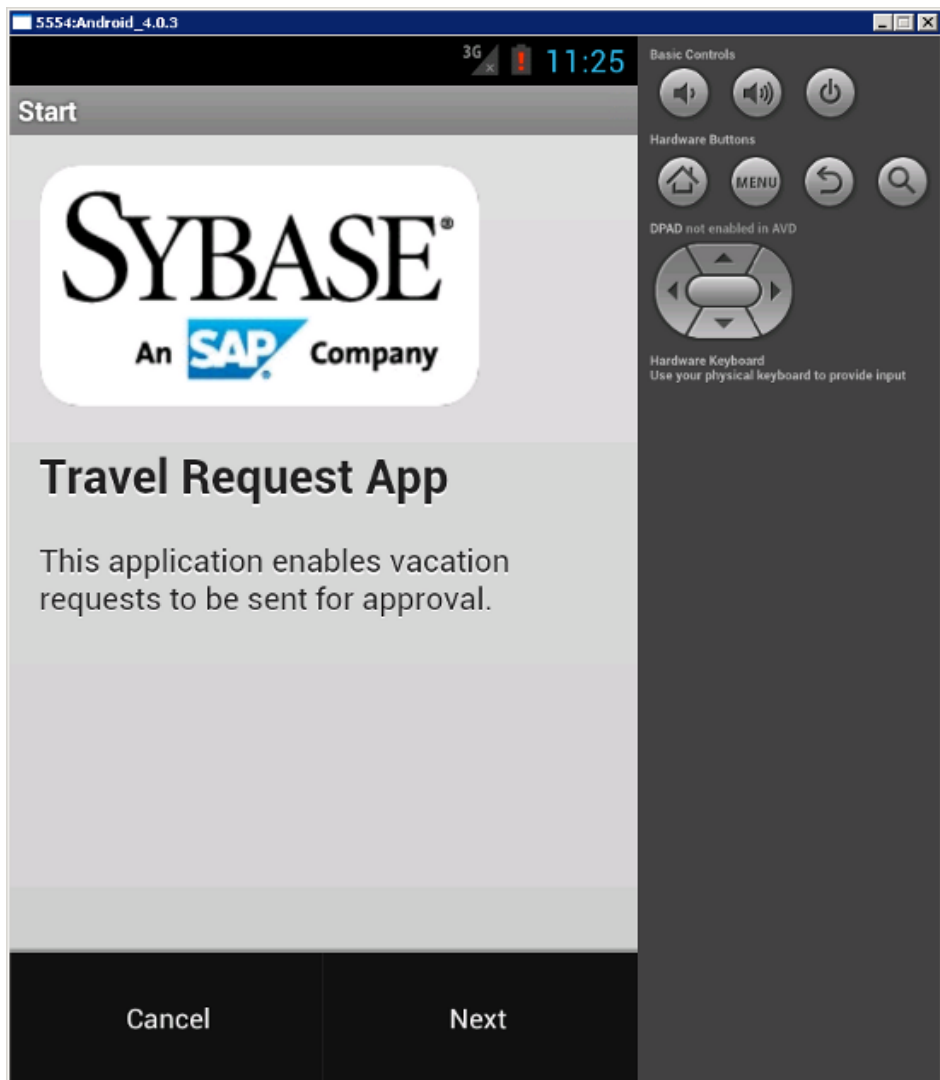 5554:Android_4.0.3
3G
11:25
Start
SYBASE®
An SAP® Company
Travel Request App
This application enables vacation
requests to be sent for approval.
Cancel
Next
Basic Controls
Hardware Buttons
MENU
DPAD not enabled in AVD
Hardware Keyboard
Use your physical keyboard to provide input